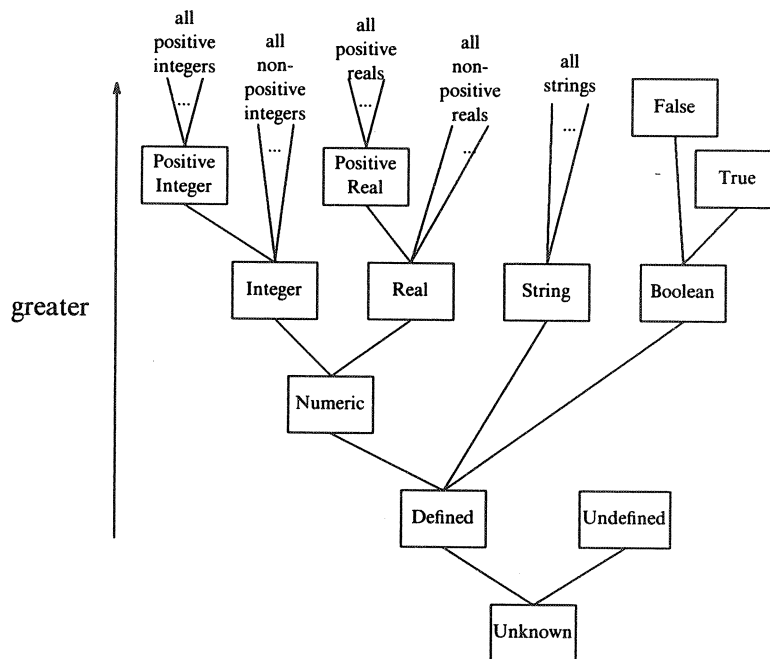 all
positive
integers
...
all
non-
positive
integers
...
all
positive
reals
...
all
non-
positive
reals
...
all
strings
...
False
True
Positive
Integer
Positive
Real
greater
Integer
Real
String
Boolean
Numeric
Defined
Undefined
Unknown